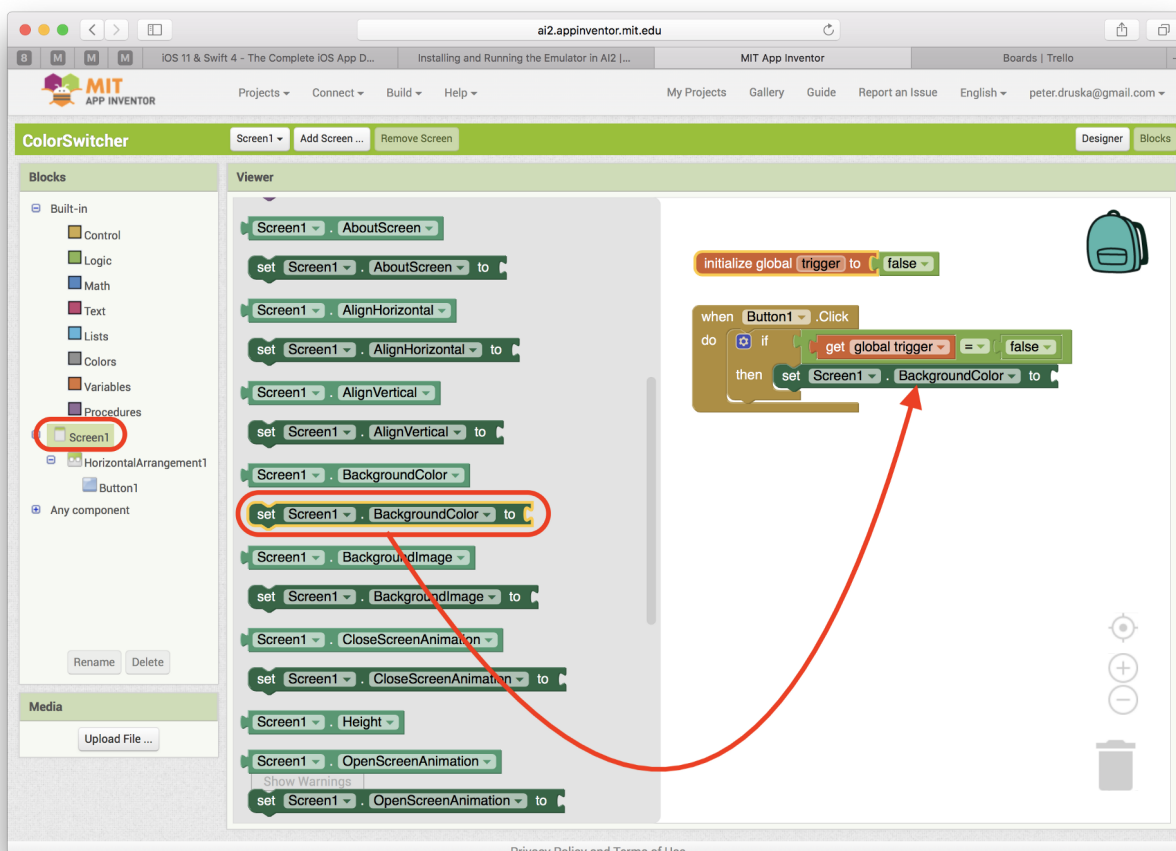 ai2.appinventor.mit.edu
8 M M M iOS 11 & Swift 4 - The Complete iOS App D... Installing and Running the Emulator in AI2 |... MIT App Inventor Boards | Trello
MIT
APP INVENTOR
Projects Connect Build Help My Projects Gallery Guide Report an Issue English peter.druska@gmail.com
ColorSwitcher Screen1 Add Screen ... Remove Screen Designer Blocks
Blocks
Built-in
Control
Logic
Math
Text
Lists
Colors
Variables
Procedures
Screen1
HorizontalArrangement1
Button1
Any component
Rename Delete
Media
Upload File ...
Viewer
Screen1 . AboutScreen
set Screen1 . AboutScreen to
Screen1 . AlignHorizontal
set Screen1 . AlignHorizontal to
Screen1 . AlignVertical
set Screen1 . AlignVertical to
Screen1 . BackgroundColor
set Screen1 . BackgroundColor to
Screen1 . BackgroundImage
set Screen1 . BackgroundImage to
Screen1 . CloseScreenAnimation
set Screen1 . CloseScreenAnimation to
Screen1 . Height
Screen1 . OpenScreenAnimation
Show Warnings
set Screen1 . OpenScreenAnimation to
initialize global trigger to false
when Button1 .Click
do if get global trigger = false
then set Screen1 . BackgroundColor to
Privacy Policy and Terms of Use